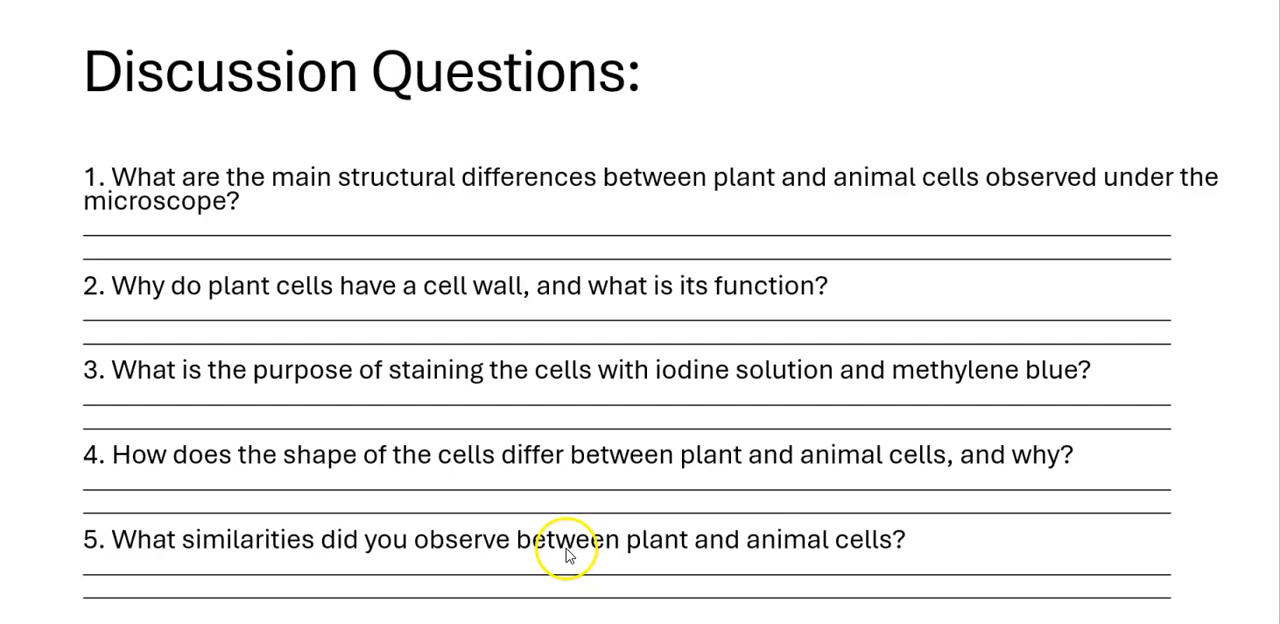 Discussion Questions:
1. What are the main structural differences between plant and animal cells observed under the
microscope?
2. Why do plant cells have a cell wall, and what is its function?
3. What is the purpose of staining the cells with iodine solution and methylene blue?
4. How does the shape of the cells differ between plant and animal cells, and why?
5. What similarities did you observe between plant and animal cells?